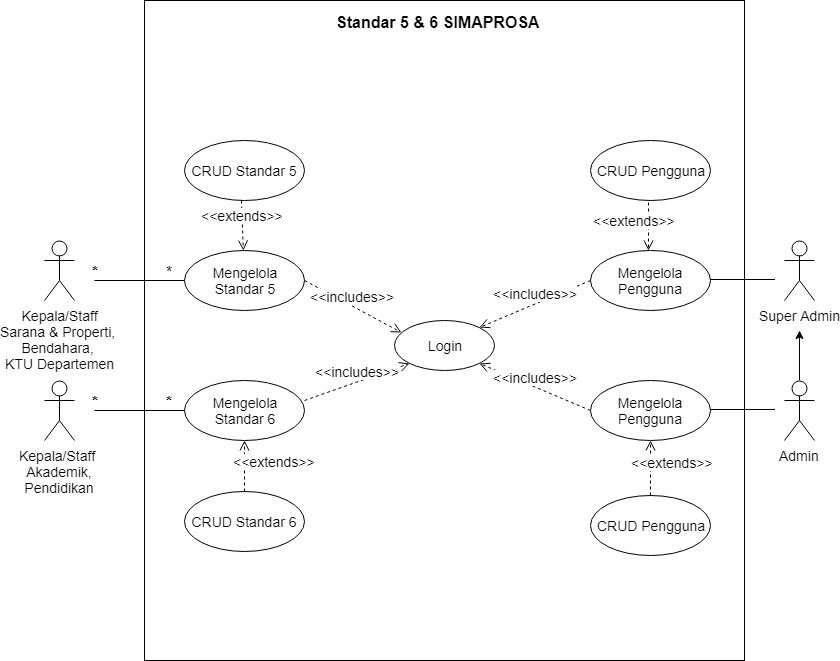 Standar 5 & 6 SIMAPROSA
CRUD Standar 5
<<extends>>
Mengelola
Standar 5
*
*
Kepala/Staff
Sarana & Properti,
Bendahara,
KTU Departemen
<<includes>>
CRUD Pengguna
<<extends>>
Mengelola
Pengguna
<<includes>>
Super Admin
Login
Mengelola
Standar 6
*
*
Kepala/Staff
Akademik,
Pendidikan
<<includes>>
<<extends>>
CRUD Standar 6
<<includes>>
Mengelola
Pengguna
Admin
<<extends>>
CRUD Pengguna